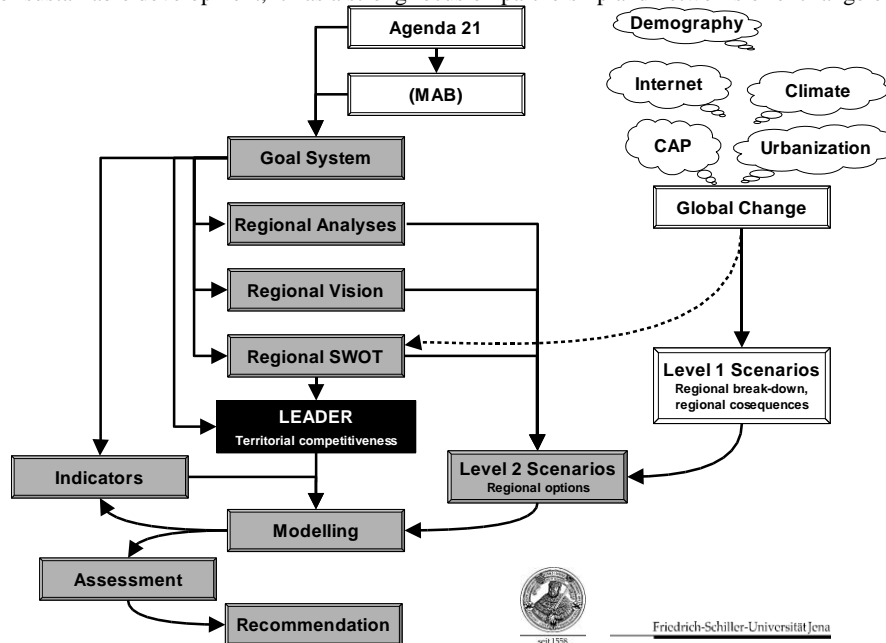 Agenda 21
(MAB)
Goal System
Regional Analyses
Regional Vision
Regional SWOT
LEADER
Territorial competitiveness
Indicators
Modelling
Assessment
Recommendation
Demography
Internet
Climate
CAP
Urbanization
Global Change
Level 1 Scenarios
Regional break-down,
regional cosequences
Level 2 Scenarios
Regional options
seit 1558
Friedrich-Schiller-Universität Jena